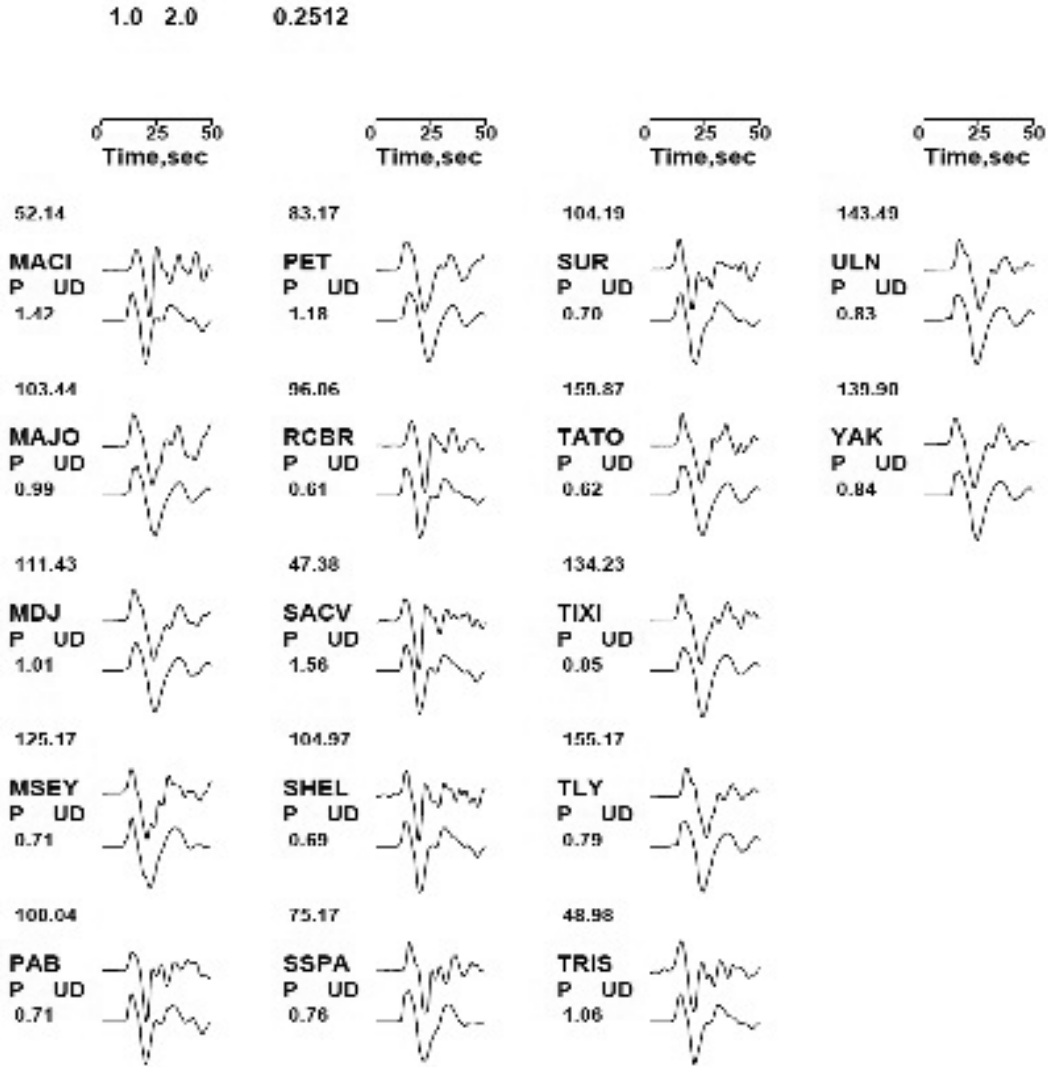 1.0 2.0 0.2512
0 25 50 0 25 50 0 25 50 0 25 50
Time,sec Time,sec Time,sec Time,sec
52.14 83.17 104.19 143.49
MACI PET SUR ULN
P UD P UD P UD P UD
1.42 1.18 0.70 0.83
103.44 96.06 159.87 139.90
MAJO RCBR TATO YAK
P UD P UD P UD P UD
0.99 0.61 0.62 0.84
111.43 47.38 134.23
MDJ SACV TIXI
P UD P UD P UD
1.01 1.56
125.17 104.97 155.17
MSEY SHEL TLY
P UD P UD P UD
0.71 0.69 0.79
75.17 48.98
PAB SSPA TRIS
P UD P UD P UD
0.71 0.76 1.06